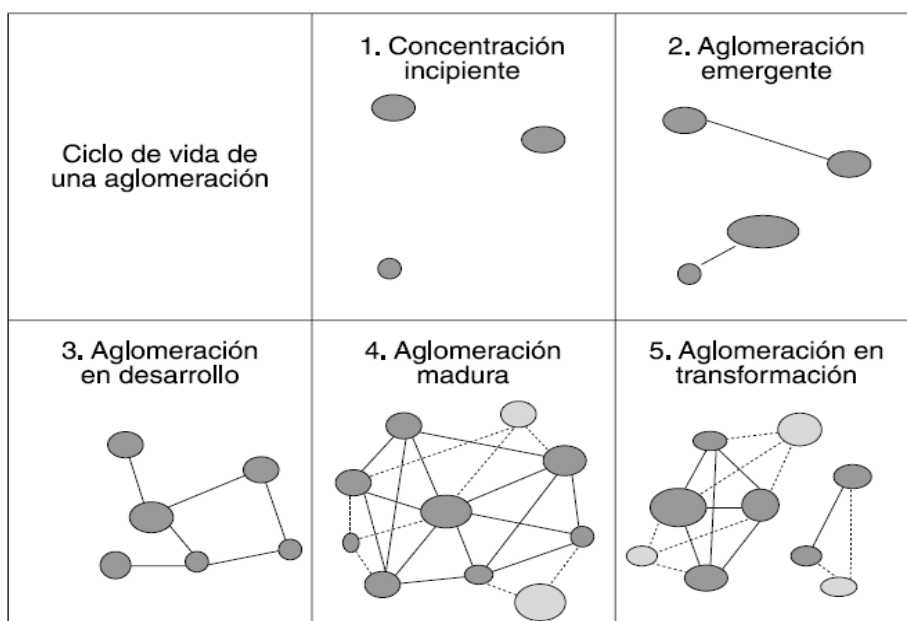 Ciclo de vida de
una aglomeración
1. Concentración
incipiente
2. Aglomeración
emergente
3. Aglomeración
en desarrollo
4. Aglomeración
madura
5. Aglomeración en
transformación